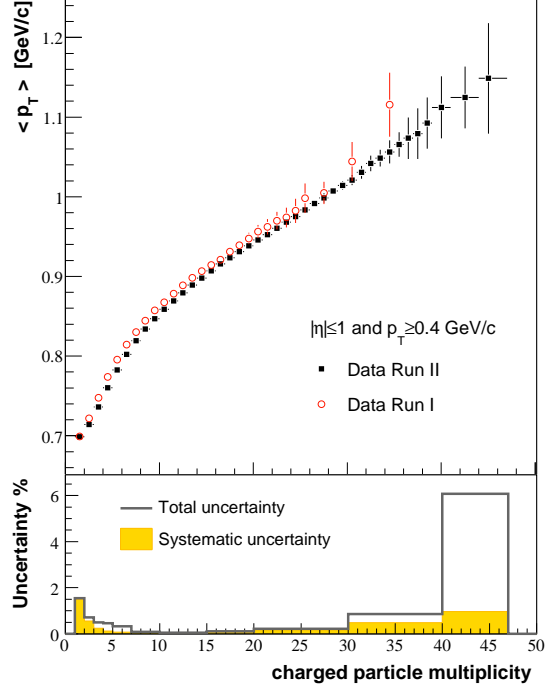 < p_T > [GeV/c]
1.2
1.1
1
0.9
0.8
0.7
|η|≤1 and p_T≥0.4 GeV/c
Data Run II
Data Run I
Uncertainty %
6
4
2
0
Total uncertainty
Systematic uncertainty
0 5 10 15 20 25 30 35 40 45 50
charged particle multiplicity